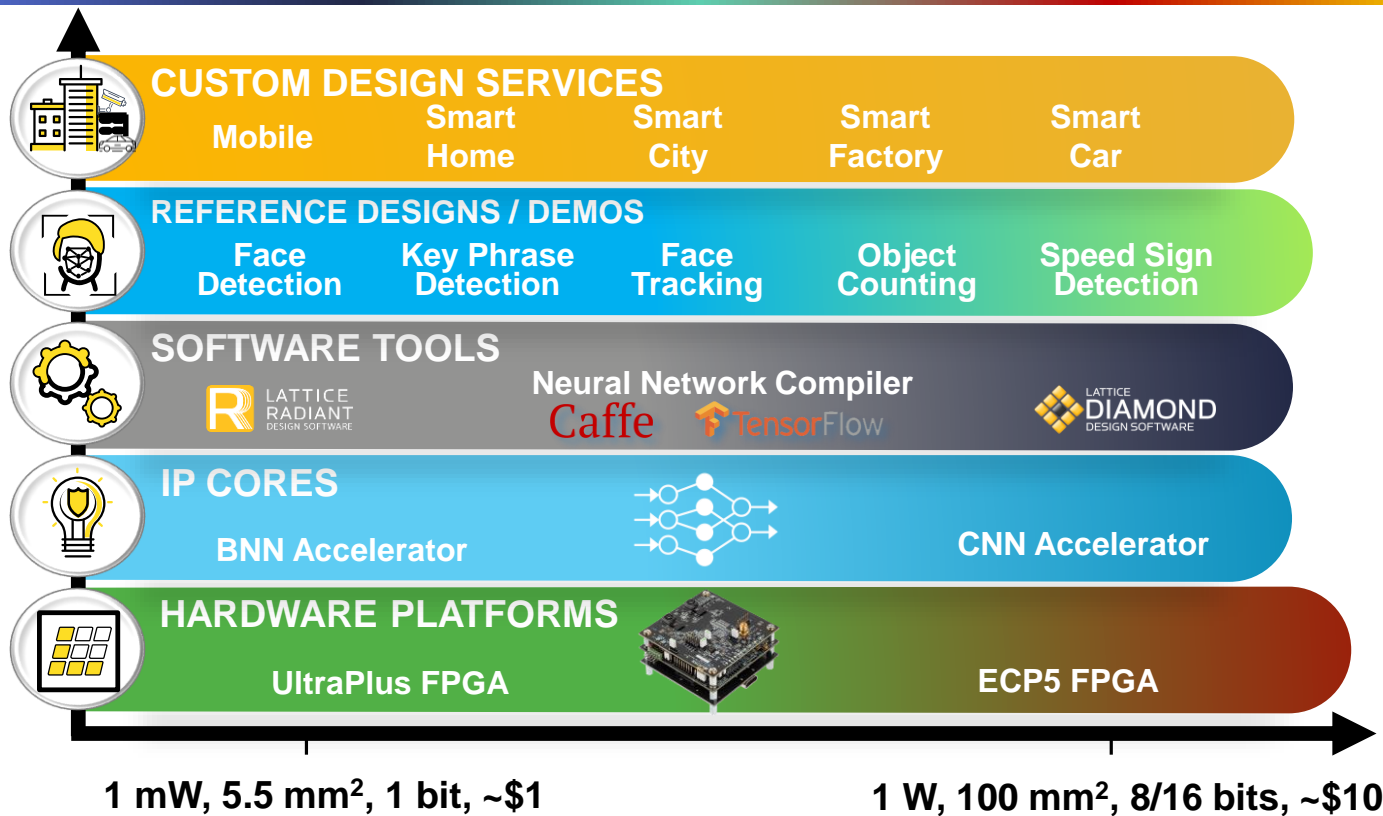 CUSTOM DESIGN SERVICES
Mobile
Smart
Home
Smart
City
Smart
Factory
Smart
Car
REFERENCE DESIGNS / DEMOS
Face
Detection
Key Phrase
Detection
Face
Tracking
Object
Counting
Speed Sign
Detection
SOFTWARE TOOLS
R LATTICE
RADIANT
DESIGN SOFTWARE
Neural Network Compiler
Caffe TensorFlow
LATTICE
DIAMOND
DESIGN SOFTWARE
IP CORES
BNN Accelerator
CNN Accelerator
HARDWARE PLATFORMS
UltraPlus FPGA
ECP5 FPGA
1 mW, 5.5 mm², 1 bit, ~$1
1 W, 100 mm², 8/16 bits, ~$10